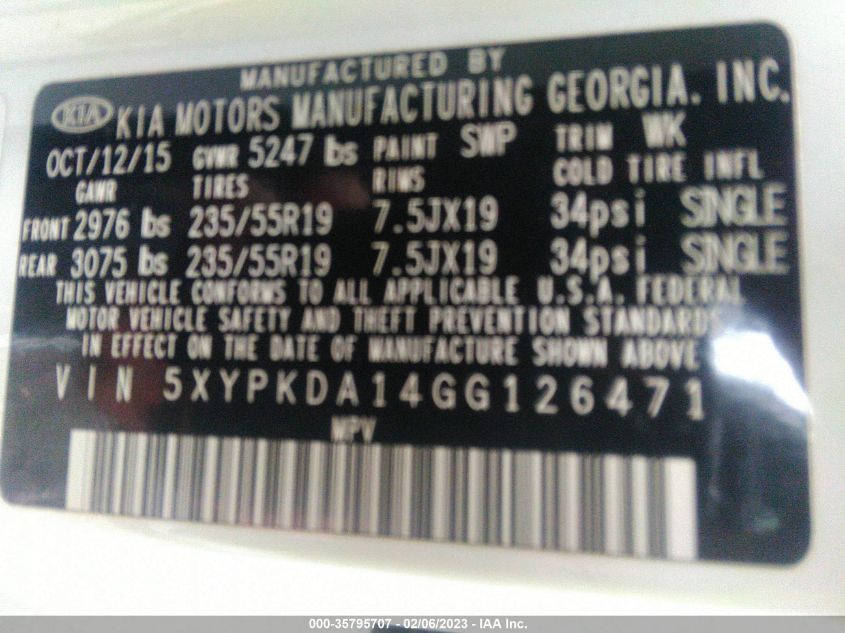 MANUFACTURED BY
KIA KIA MOTORS MANUFACTURING GEORGIA. INC.
OCT/12/15 GVWR 5247 lbs PAINT SWP TRIM WK
GAWR TIRES RIMS COLD TIRE INFL
FRONT 2976 lbs 235/55R19 7.5JX19 34psi SINGLE
REAR 3075 lbs 235/55R19 7.5JX19 34psi SINGLE
THIS VEHICLE CONFORMS TO ALL APPLICABLE U.S.A. FEDERAL
MOTOR VEHICLE SAFETY AND THEFT PREVENTION STANDARDS
IN EFFECT ON THE DATE OF MANUFACTURE SHOWN ABOVE
VIN 5XYPKDA14GG126471
MPV
000-35795707 - 02/06/2023 - IAA Inc.